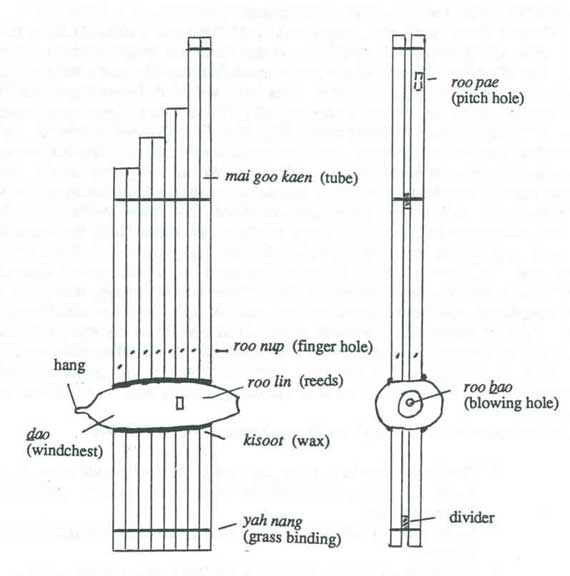 roo pae
(pitch hole)
mai goo kaen (tube)
roo nup (finger hole)
hang
roo lin (reeds)
roo bao
(blowing hole)
dao
(windchest)
kisoot (wax)
yah nang
(grass binding)
divider